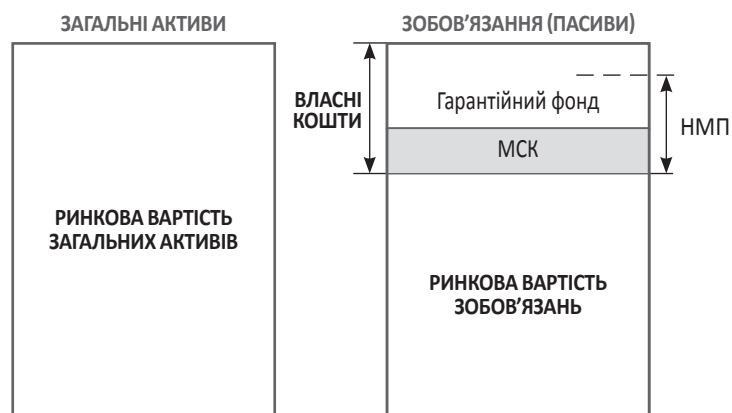 ЗАГАЛЬНІ АКТИВИ
РИНКОВА ВАРТІСТЬ
ЗАГАЛЬНИХ АКТИВІВ
ЗОБОВ’ЯЗАННЯ (ПАСИВИ)
ВЛАСНІ
КОШТИ
Гарантійний фонд
МСК
НМП
РИНКОВА ВАРТІСТЬ
ЗОБОВ’ЯЗАНЬ